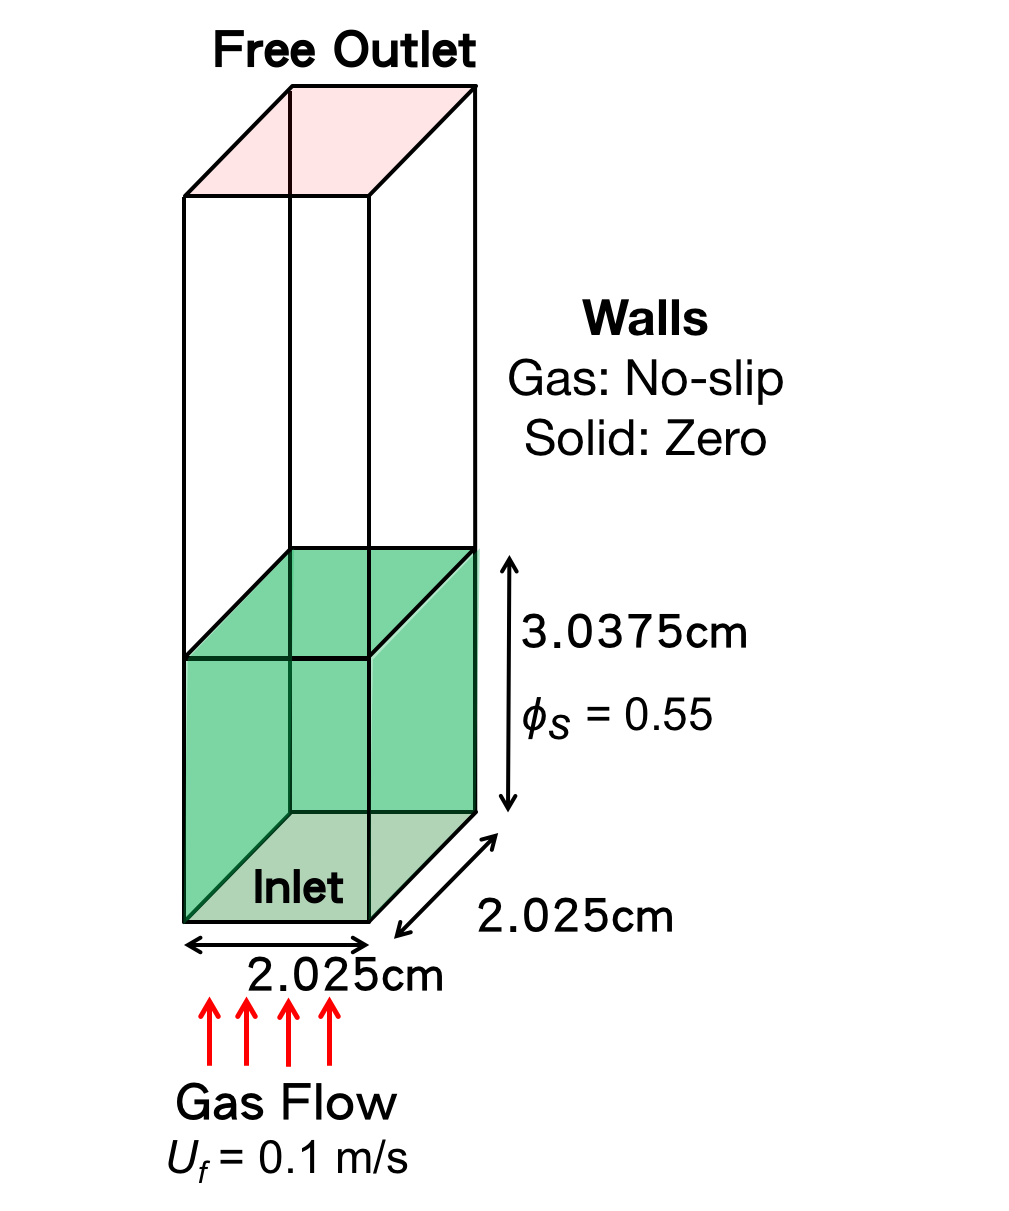 Free Outlet
Walls
Gas: No-slip
Solid: Zero
3.0375cm
ϕS = 0.55
Inlet
2.025cm
2.025cm
Gas Flow
Uf = 0.1 m/s